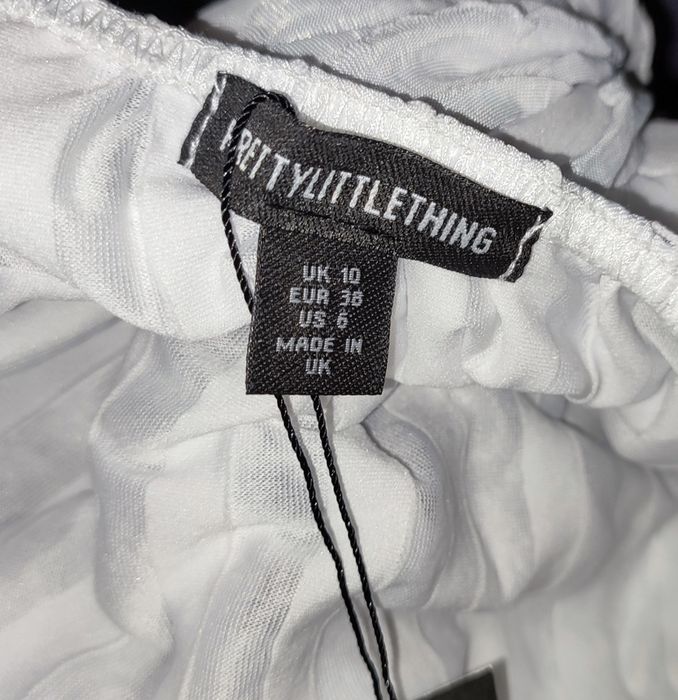 PRETTYLITTLETHING
UK 10
EUR 38
US 6
MADE IN
UK